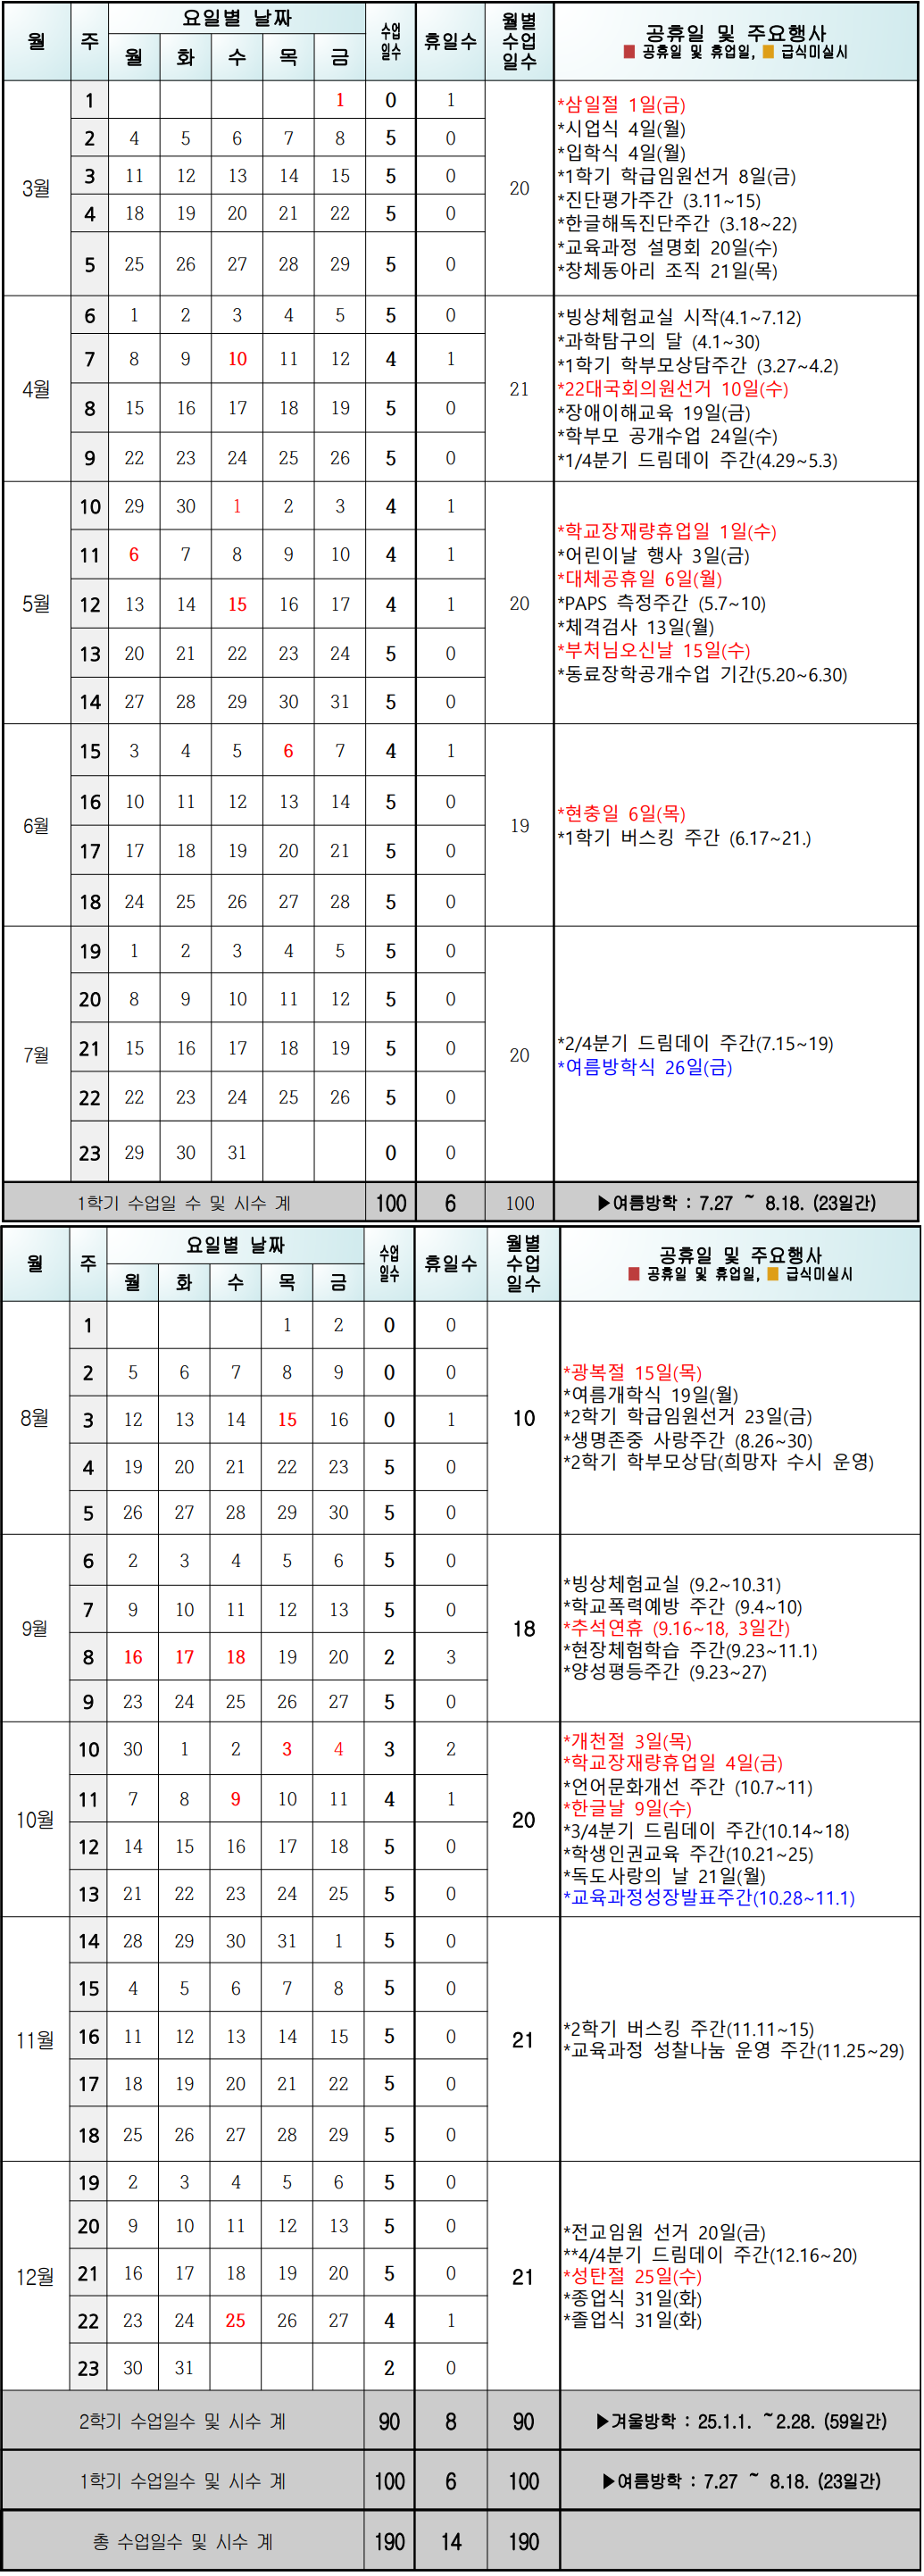 월 주 요일별 날짜 수업일수 휴일수 월별 수업 일수 공휴일 및 주요행사
■ 공휴일 및 휴업일, ■ 급식미실시
월 화 수 목 금
3월 1 1 0 1 20
2 4 5 6 7 8 5 0
3 11 12 13 14 15 5 0
4 18 19 20 21 22 5 0
5 25 26 27 28 29 5 0
*삼일절 1일(금)
*시업식 4일(월)
*입학식 4일(월)
*1학기 학급임원선거 8일(금)
*진단평가주간 (3.11~15)
*한글해독진단주간 (3.18~22)
*교육과정 설명회 20일(수)
*창체동아리 조직 21일(목)
4월 6 1 2 3 4 5 5 0 21
7 8 9 10 11 12 4 1
8 15 16 17 18 19 5 0
9 22 23 24 25 26 5 0
*빙상체험교실 시작(4.1~7.12)
*과학탐구의 달 (4.1~30)
*1학기 학부모상담주간 (3.27~4.2)
*22대국회의원선거 10일(수)
*장애이해교육 19일(금)
*학부모 공개수업 24일(수)
*1/4분기 드림데이 주간(4.29~5.3)
5월 10 29 30 1 2 3 4 1 20
11 6 7 8 9 10 4 1
12 13 14 15 16 17 4 1
13 20 21 22 23 24 5 0
14 27 28 29 30 31 5 0
*학교장재량휴업일 1일(수)
*어린이날 행사 3일(금)
*대체공휴일 6일(월)
*PAPS 측정주간 (5.7~10)
*체격검사 13일(월)
*부처님오신날 15일(수)
*동료장학공개수업 기간(5.20~6.30)
6월 15 3 4 5 6 7 4 1 19
16 10 11 12 13 14 5 0
17 17 18 19 20 21 5 0
18 24 25 26 27 28 5 0
*현충일 6일(목)
*1학기 버스킹 주간 (6.17~21.)
7월 19 1 2 3 4 5 5 0 20
20 8 9 10 11 12 5 0
21 15 16 17 18 19 5 0
22 22 23 24 25 26 5 0
23 29 30 31 0 0
*2/4분기 드림데이 주간(7.15~19)
*여름방학식 26일(금)
1학기 수업일 수 및 시수 계 100 6 100 ▶여름방학 : 7.27 ~ 8.18. (23일간)
월 주 요일별 날짜 수업일수 휴일수 월별 수업 일수 공휴일 및 주요행사
■ 공휴일 및 휴업일, ■ 급식미실시
월 화 수 목 금
8월 1 1 2 0 0 10
2 5 6 7 8 9 0 0
3 12 13 14 15 16 0 1
4 19 20 21 22 23 5 0
5 26 27 28 29 30 5 0
*광복절 15일(목)
*여름개학식 19일(월)
*2학기 학급임원선거 23일(금)
*생명존중 사랑주간 (8.26~30)
*2학기 학부모상담(희망자 수시 운영)
9월 6 2 3 4 5 6 5 0 18
7 9 10 11 12 13 5 0
8 16 17 18 19 20 2 3
9 23 24 25 26 27 5 0
*빙상체험교실 (9.2~10.31)
*학교폭력예방 주간 (9.4~10)
*추석연휴 (9.16~18, 3일간)
*현장체험학습 주간(9.23~11.1)
*양성평등주간 (9.23~27)
10월 10 30 1 2 3 4 3 2 20
11 7 8 9 10 11 4 1
12 14 15 16 17 18 5 0
13 21 22 23 24 25 5 0
*개천절 3일(목)
*학교장재량휴업일 4일(금)
*언어문화개선 주간 (10.7~11)
*한글날 9일(수)
*3/4분기 드림데이 주간(10.14~18)
*학생인권교육 주간(10.21~25)
*독도사랑의 날 21일(월)
*교육과정성장발표주간(10.28~11.1)
11월 14 28 29 30 31 1 5 0 21
15 4 5 6 7 8 5 0
16 11 12 13 14 15 5 0
17 18 19 20 21 22 5 0
18 25 26 27 28 29 5 0
*2학기 버스킹 주간(11.11~15)
*교육과정 성찰나눔 운영 주간(11.25~29)
12월 19 2 3 4 5 6 5 0 21
20 9 10 11 12 13 5 0
21 16 17 18 19 20 5 0
22 23 24 25 26 27 4 1
23 30 31 2 0
*전교임원 선거 20일(금)
**4/4분기 드림데이 주간(12.16~20)
*성탄절 25일(수)
*종업식 31일(화)
*졸업식 31일(화)
2학기 수업일수 및 시수 계 90 8 90 ▶겨울방학 : 25.1.1. ~2.28. (59일간)
1학기 수업일수 및 시수 계 100 6 100 ▶여름방학 : 7.27 ~ 8.18. (23일간)
총 수업일수 및 시수 계 190 14 190